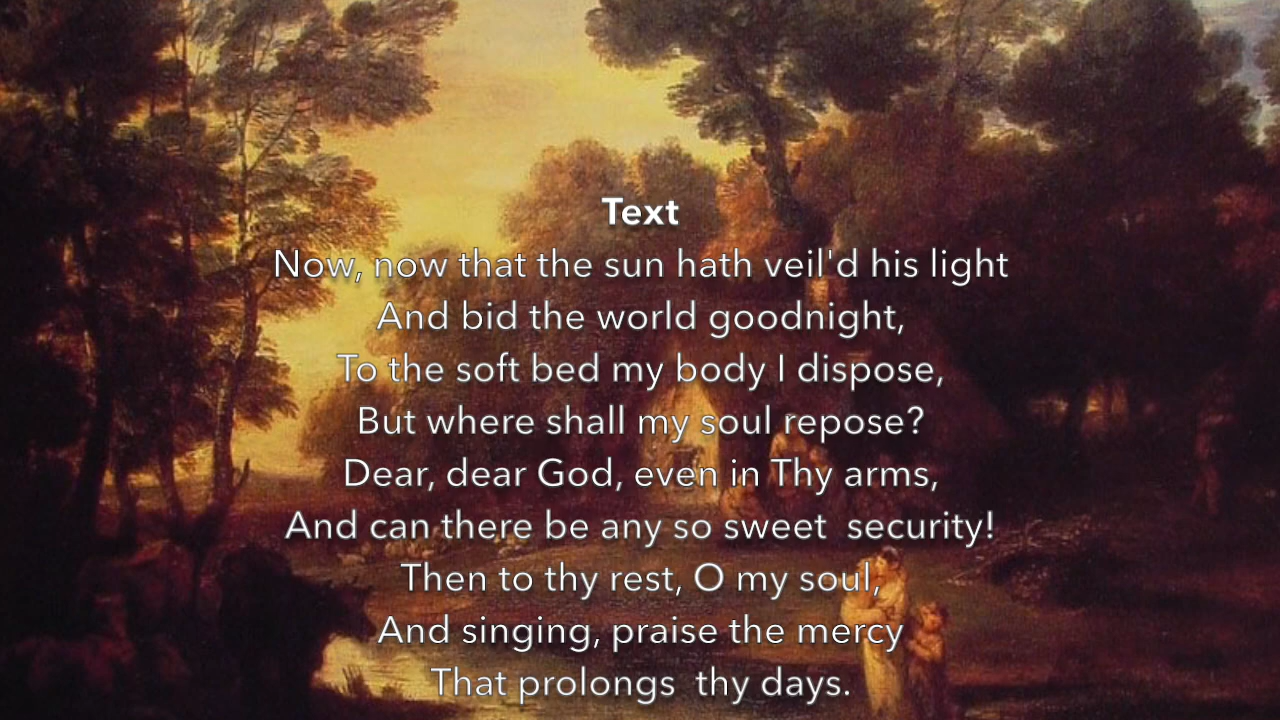 Text
Now, now that the sun hath veil'd his light
And bid the world goodnight,
To the soft bed my body I dispose,
But where shall my soul repose?
Dear, dear God, even in Thy arms,
And can there be any so sweet  security!
Then to thy rest, O my soul,
And singing, praise the mercy
That prolongs  thy days.